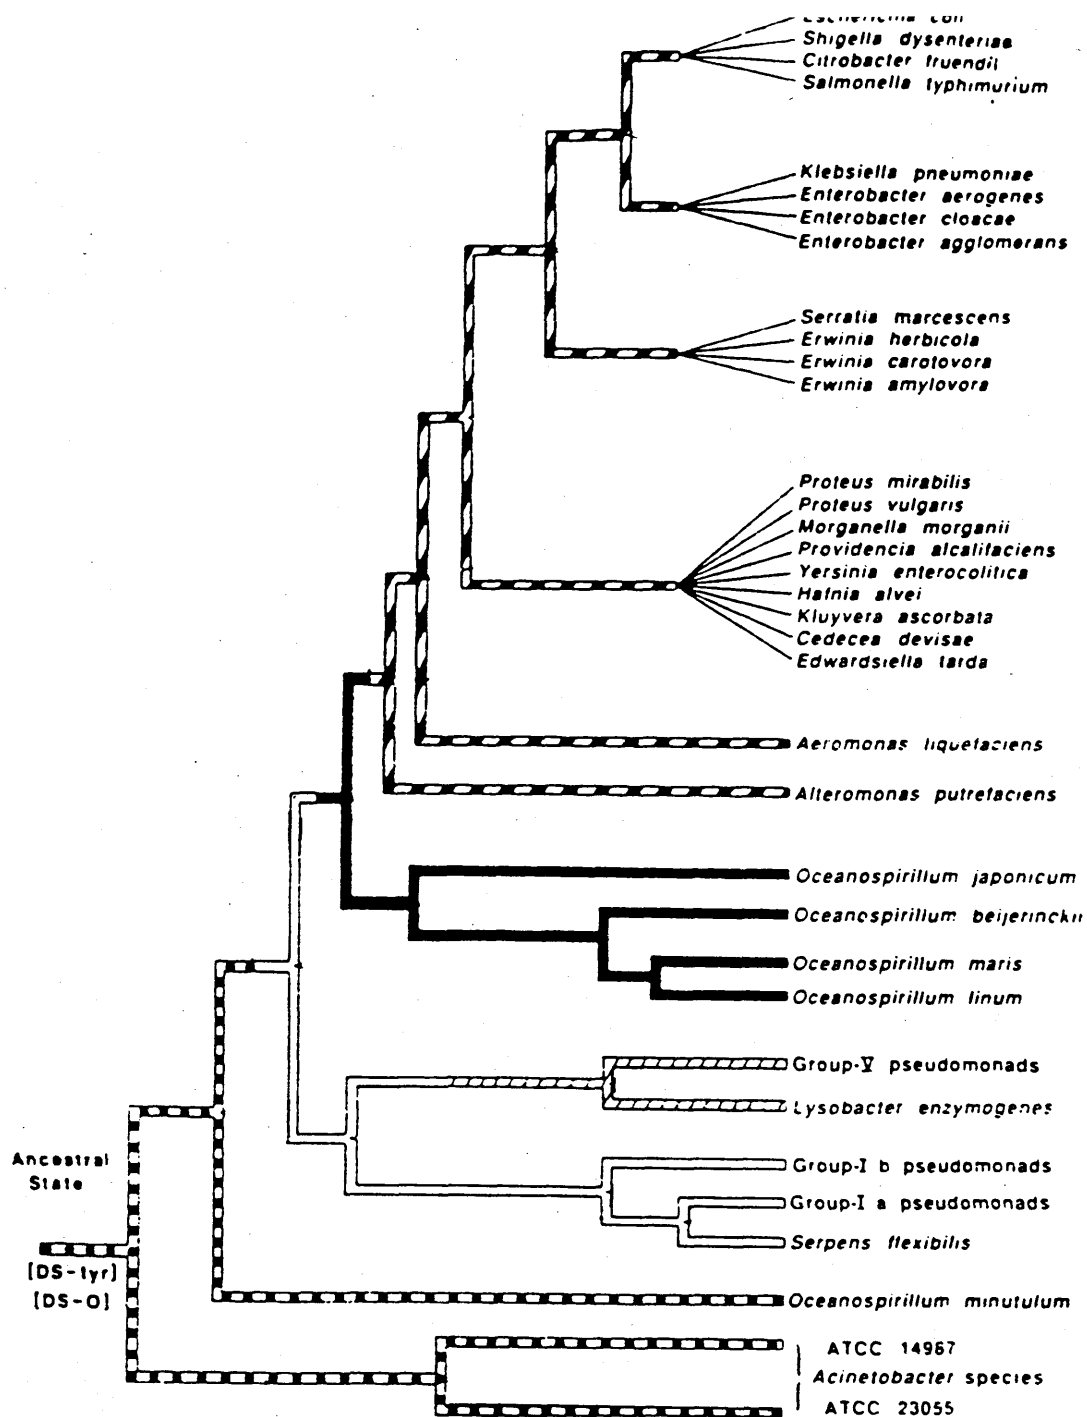 Shigella dysenteriae
Citrobacter fruendii
Salmonella typhimurium
Klebsiella pneumoniae
Enterobacter aerogenes
Enterobacter cloacae
Enterobacter agglomerans
Serratia marcescens
Erwinia herbicola
Erwinia carotovora
Erwinia amylovora
Proteus mirabilis
Proteus vulgaris
Morganella morganii
Providencia alcalifaciens
Yersinia enterocolitica
Hafnia alvei
Kluyvera ascorbata
Cedecea devisae
Edwardsiella tarda
Aeromonas liquefaciens
Alteromonas putrefaciens
Oceanospirillum japonicum
Oceanospirillum beijerinckii
Oceanospirillum maris
Oceanospirillum linum
Group-V pseudomonads
Lysobacter enzymogenes
Ancestral
State
Group-I b pseudomonads
Group-I a pseudomonads
Serpens flexibilis
[DS-tyr]
[DS-O]
Oceanospirillum minutulum
ATCC 14987
Acinetobacter species
ATCC 23055